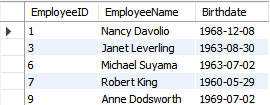 EmployeeID EmployeeName Birthdate
1 Nancy Davolio 1968-12-08
3 Janet Leverling 1963-08-30
6 Michael Suyama 1963-07-02
7 Robert King 1960-05-29
9 Anne Dodsworth 1969-07-02